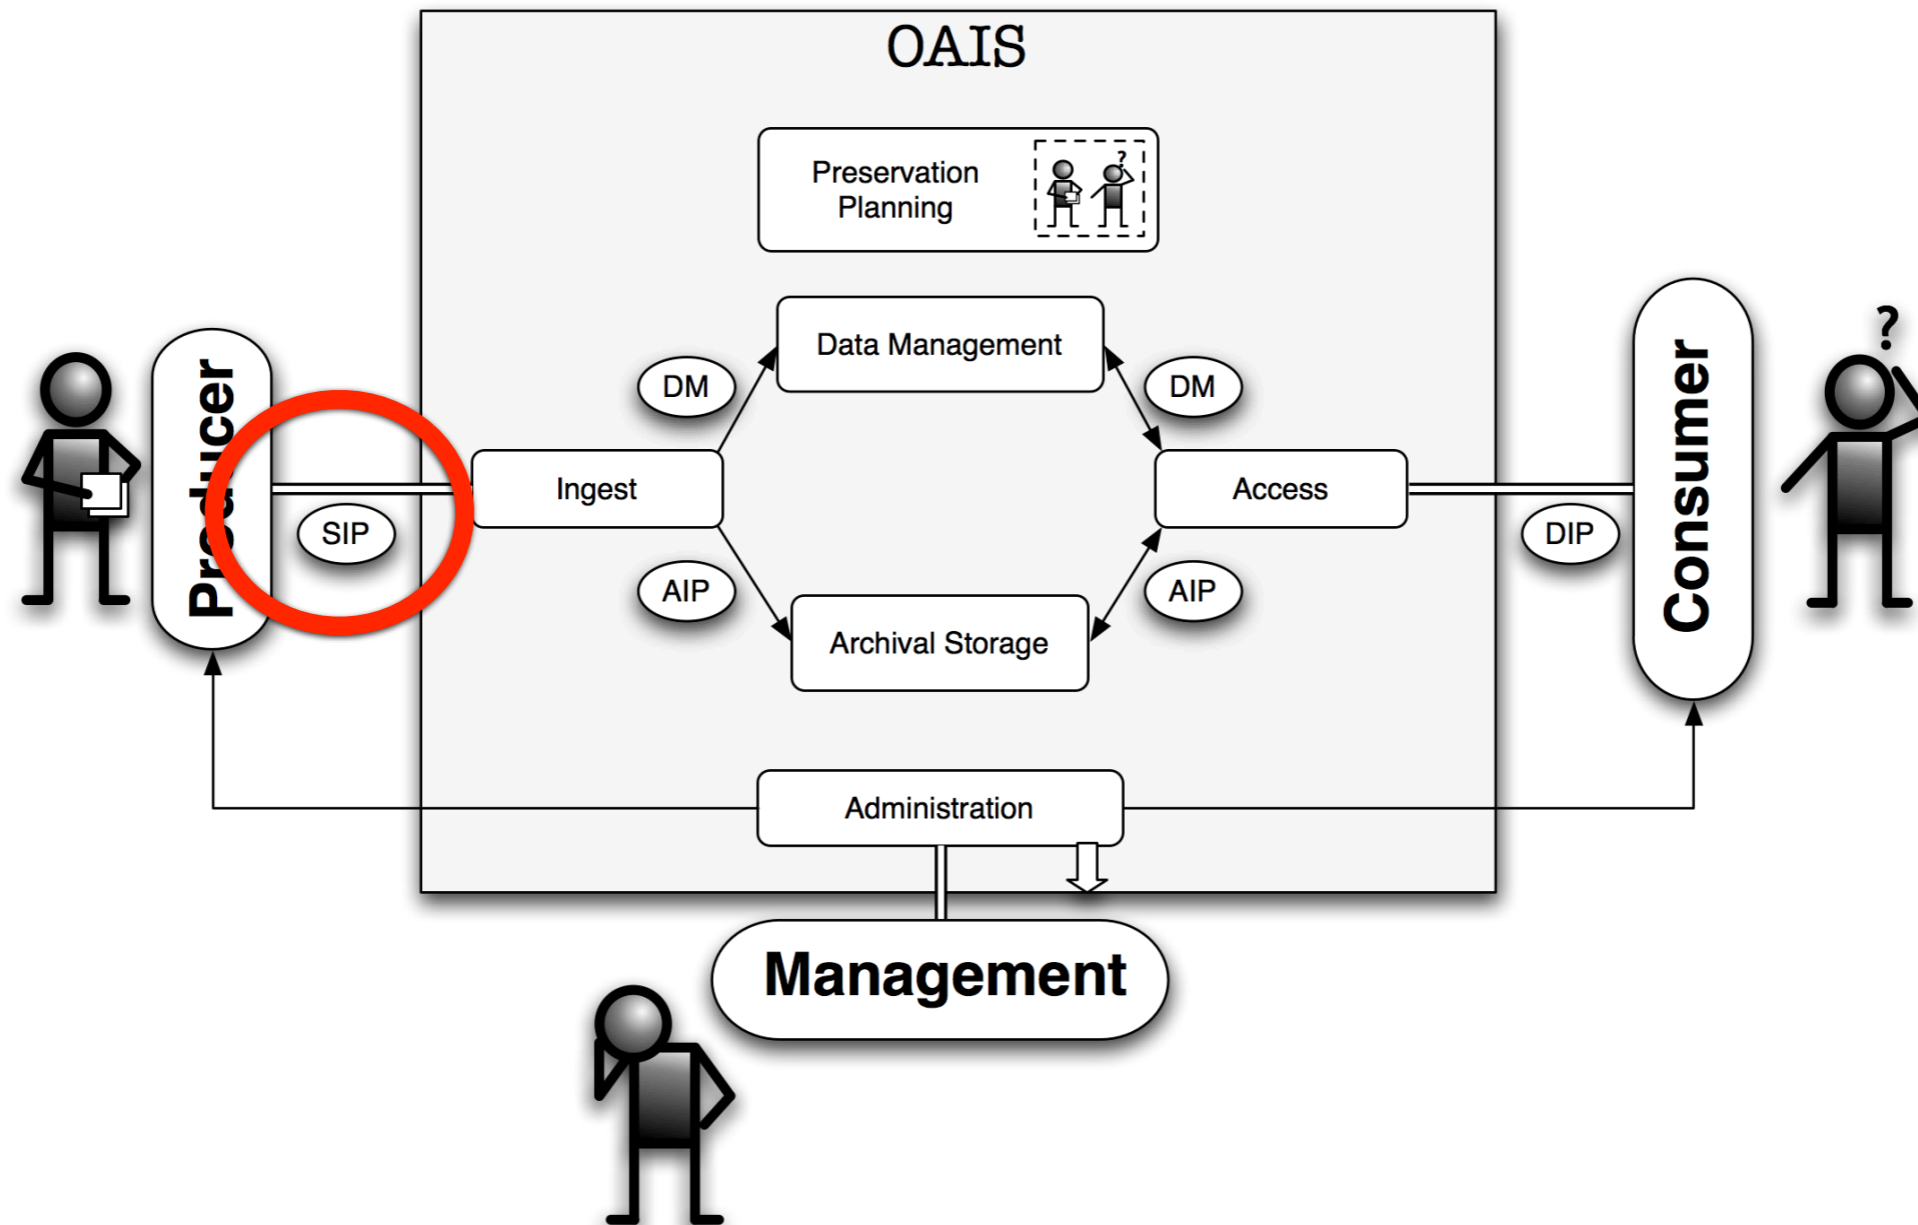 OAIS
Preservation
Planning
?
Data Management
DM
DM
?
Producer
Consumer
Ingest
Access
SIP
DIP
AIP
AIP
Archival Storage
Administration
Management